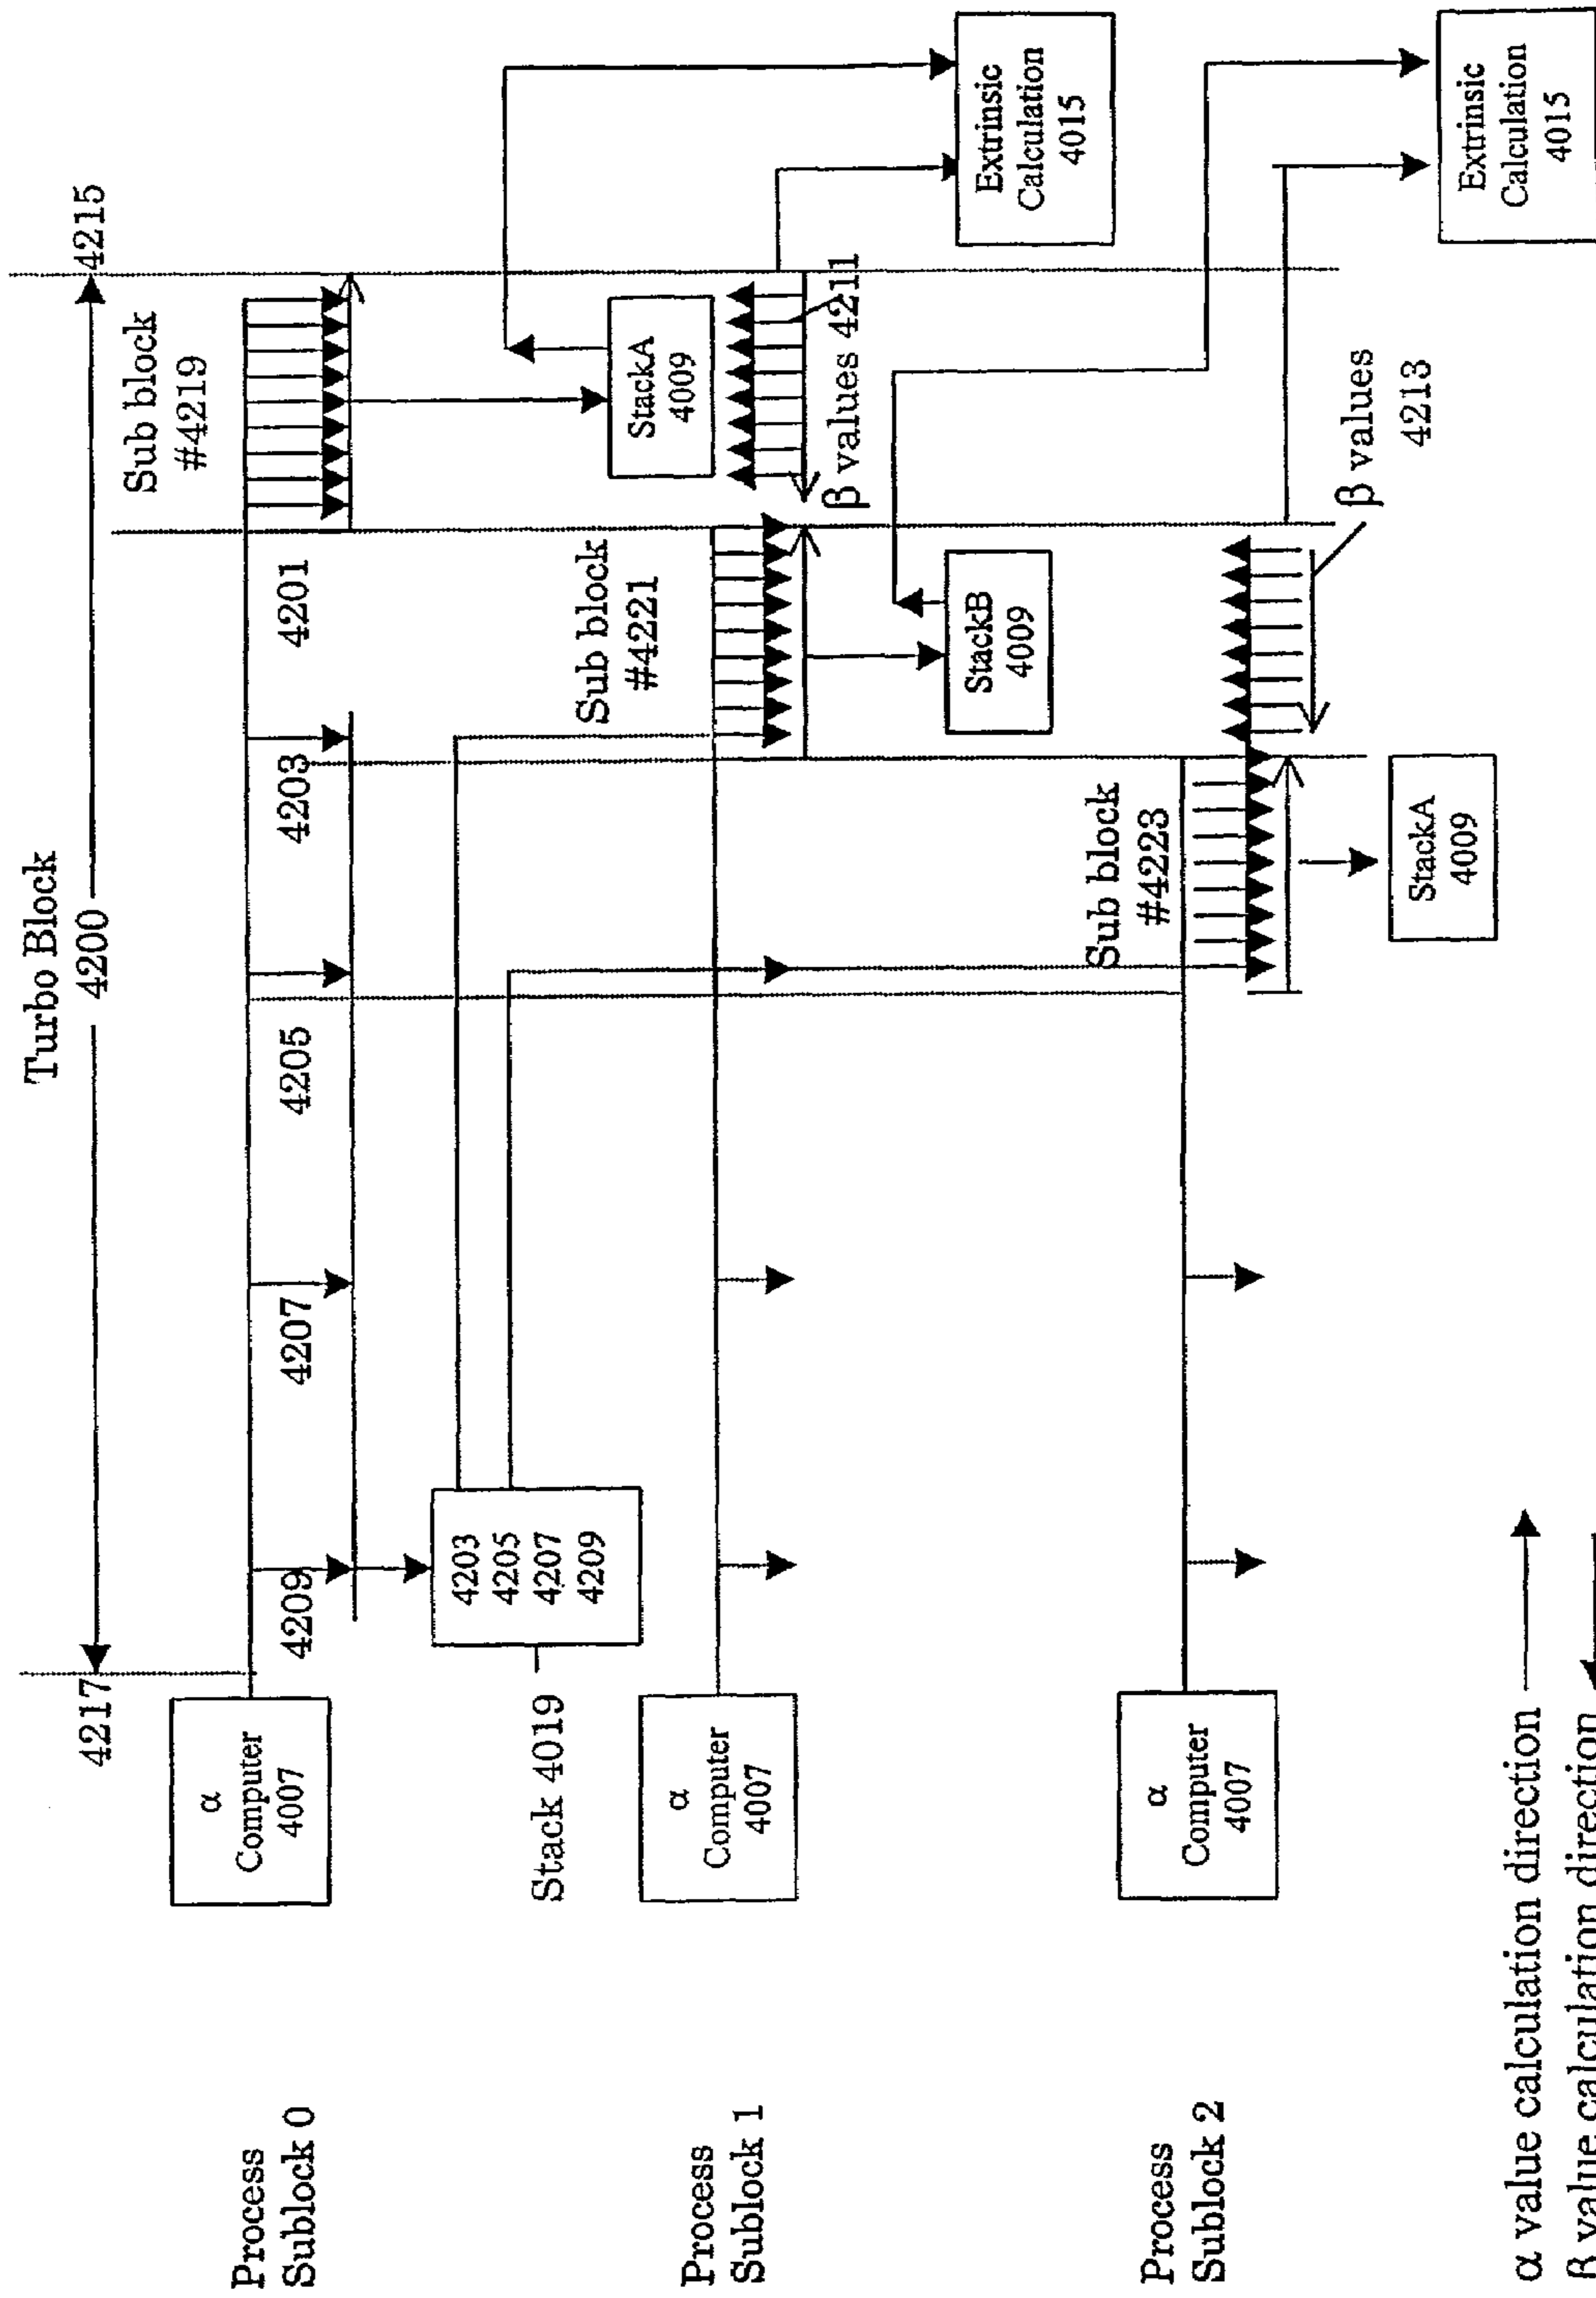 Turbo Block
4217
4200
4215
Process
Sublock 0
α
Computer
4007
4209
4207
4205
4203
4201
Sub block
#4219
Stack 4019
4203
4205
4207
4209
StackA
4009
β values 4211
Extrinsic
Calculation
4015
Process
Sublock 1
α
Computer
4007
Sub block
#4221
StackB
4009
Process
Sublock 2
α
Computer
4007
Sub block
#4223
StackA
4009
β values
4213
Extrinsic
Calculation
4015
α value calculation direction
β value calculation direction